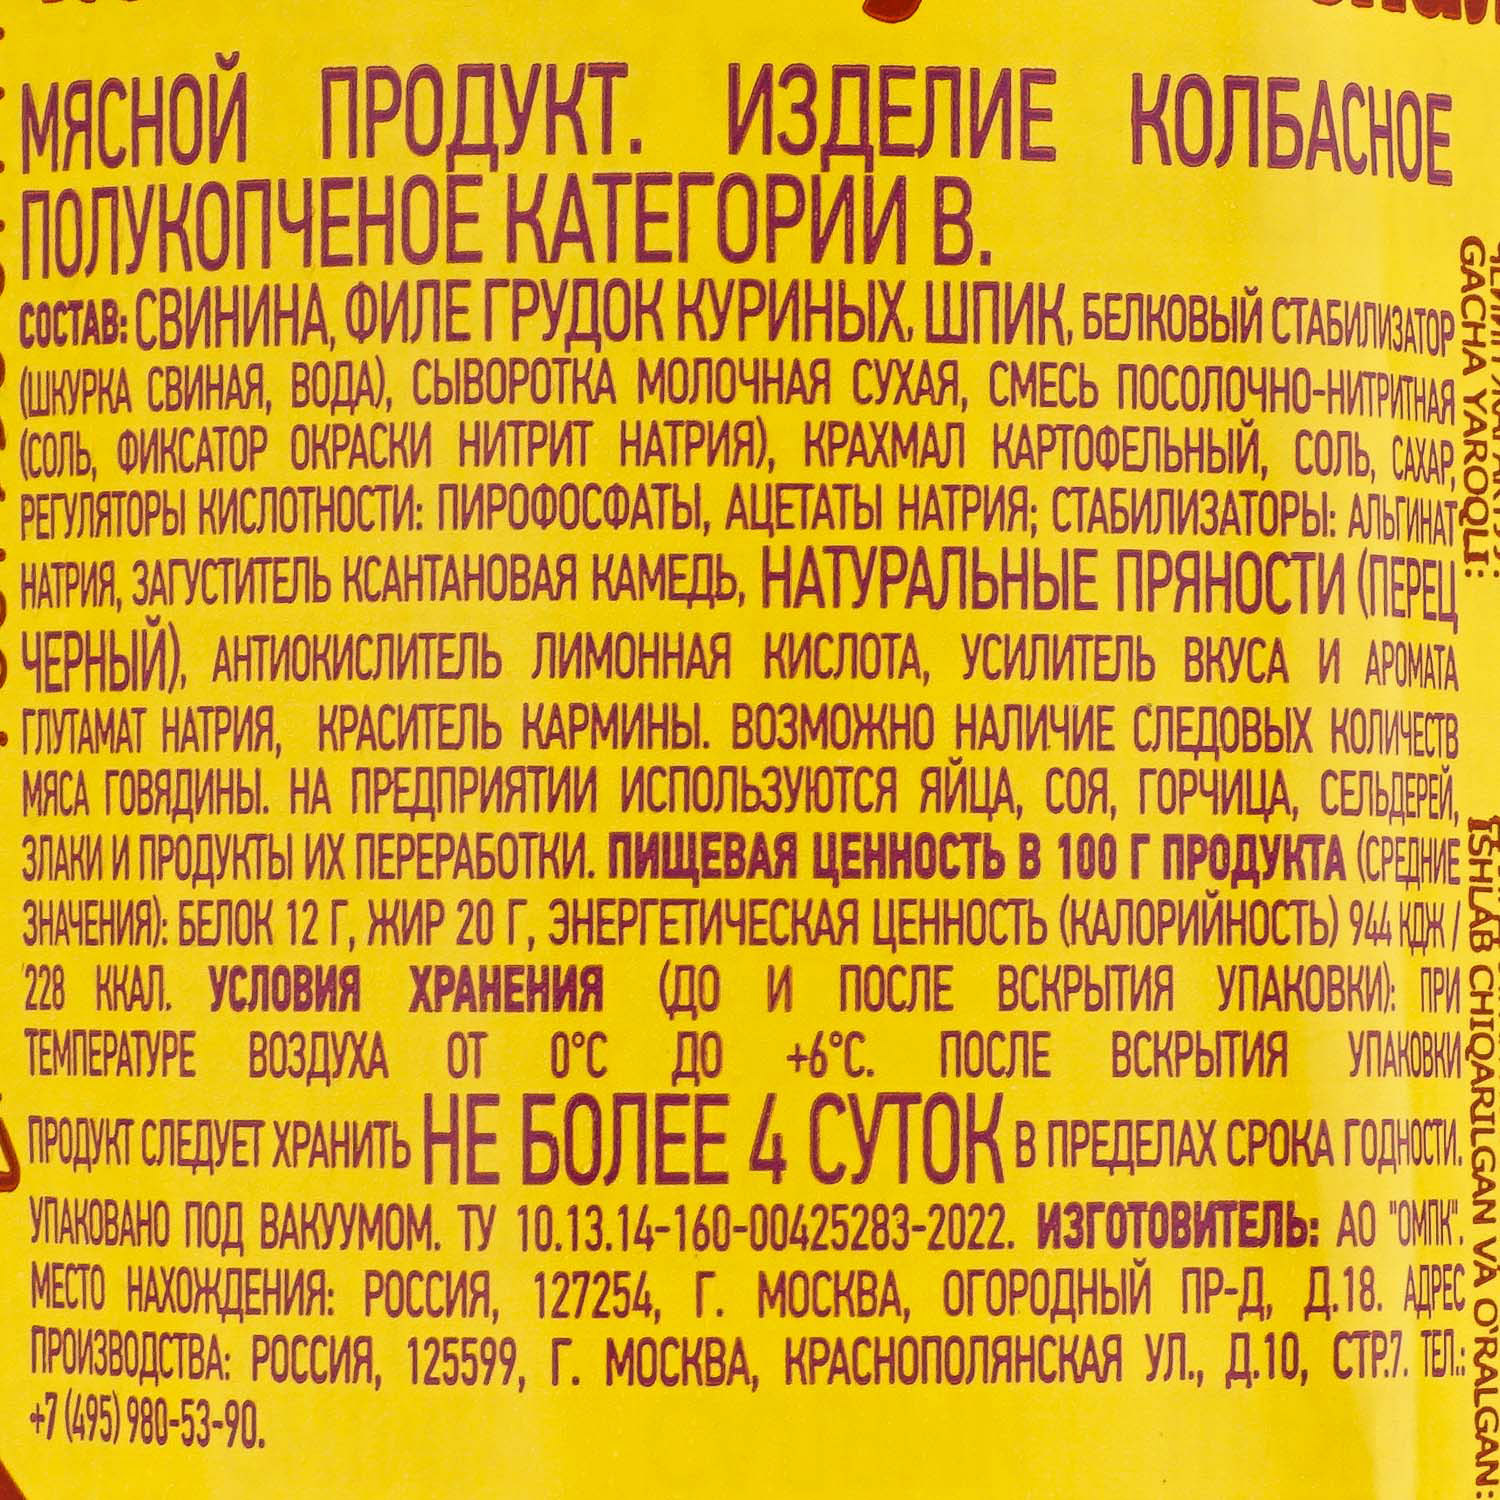 МЯСНОЙ ПРОДУКТ. ИЗДЕЛИЕ КОЛБАСНОЕ
ПОЛУКОПЧЕНОЕ КАТЕГОРИИ В.
СОСТАВ: СВИНИНА, ФИЛЕ ГРУДОК КУРИНЫХ, ШПИК, БЕЛКОВЫЙ СТАБИЛИЗАТОР
(ШКУРКА СВИНАЯ, ВОДА), СЫВОРОТКА МОЛОЧНАЯ СУХАЯ, СМЕСЬ ПОСОЛОЧНО-НИТРИТНАЯ
(СОЛЬ, ФИКСАТОР ОКРАСКИ НИТРИТ НАТРИЯ), КРАХМАЛ КАРТОФЕЛЬНЫЙ, СОЛЬ, САХАР,
РЕГУЛЯТОРЫ КИСЛОТНОСТИ: ПИРОФОСФАТЫ, АЦЕТАТЫ НАТРИЯ; СТАБИЛИЗАТОРЫ: АЛЬГИНАТ
НАТРИЯ, ЗАГУСТИТЕЛЬ КСАНТАНОВАЯ КАМЕДЬ, НАТУРАЛЬНЫЕ ПРЯНОСТИ (ПЕРЕЦ
ЧЕРНЫЙ), АНТИОКИСЛИТЕЛЬ ЛИМОННАЯ КИСЛОТА, УСИЛИТЕЛЬ ВКУСА И АРОМАТА
ГЛУТАМАТ НАТРИЯ, КРАСИТЕЛЬ КАРМИНЫ. ВОЗМОЖНО НАЛИЧИЕ СЛЕДОВЫХ КОЛИЧЕСТВ
МЯСА ГОВЯДИНЫ. НА ПРЕДПРИЯТИИ ИСПОЛЬЗУЮТСЯ ЯЙЦА, СОЯ, ГОРЧИЦА, СЕЛЬДЕРЕЙ,
ЗЛАКИ И ПРОДУКТЫ ИХ ПЕРЕРАБОТКИ. ПИЩЕВАЯ ЦЕННОСТЬ В 100 Г ПРОДУКТА (СРЕДНИЕ
ЗНАЧЕНИЯ): БЕЛОК 12 Г, ЖИР 20 Г, ЭНЕРГЕТИЧЕСКАЯ ЦЕННОСТЬ (КАЛОРИЙНОСТЬ) 944 КДЖ /
228 ККАЛ. УСЛОВИЯ ХРАНЕНИЯ (ДО И ПОСЛЕ ВСКРЫТИЯ УПАКОВКИ): ПРИ
ТЕМПЕРАТУРЕ ВОЗДУХА ОТ 0°С ДО +6°С. ПОСЛЕ ВСКРЫТИЯ УПАКОВКИ
ПРОДУКТ СЛЕДУЕТ ХРАНИТЬ НЕ БОЛЕЕ 4 СУТОК В ПРЕДЕЛАХ СРОКА ГОДНОСТИ.
УПАКОВАНО ПОД ВАКУУМОМ. ТУ 10.13.14-160-00425283-2022. ИЗГОТОВИТЕЛЬ: АО "ОМПК".
МЕСТО НАХОЖДЕНИЯ: РОССИЯ, 127254, Г. МОСКВА, ОГОРОДНЫЙ ПР-Д, Д.18. АДРЕС
ПРОИЗВОДСТВА: РОССИЯ, 125599, Г. МОСКВА, КРАСНОПОЛЯНСКАЯ УЛ., Д.10, СТР.7. ТЕЛ.:
+7 (495) 980-53-90.
GACHA YAROQLI:
ISHLAB CHIQARILGAN VA O'RALGAN: